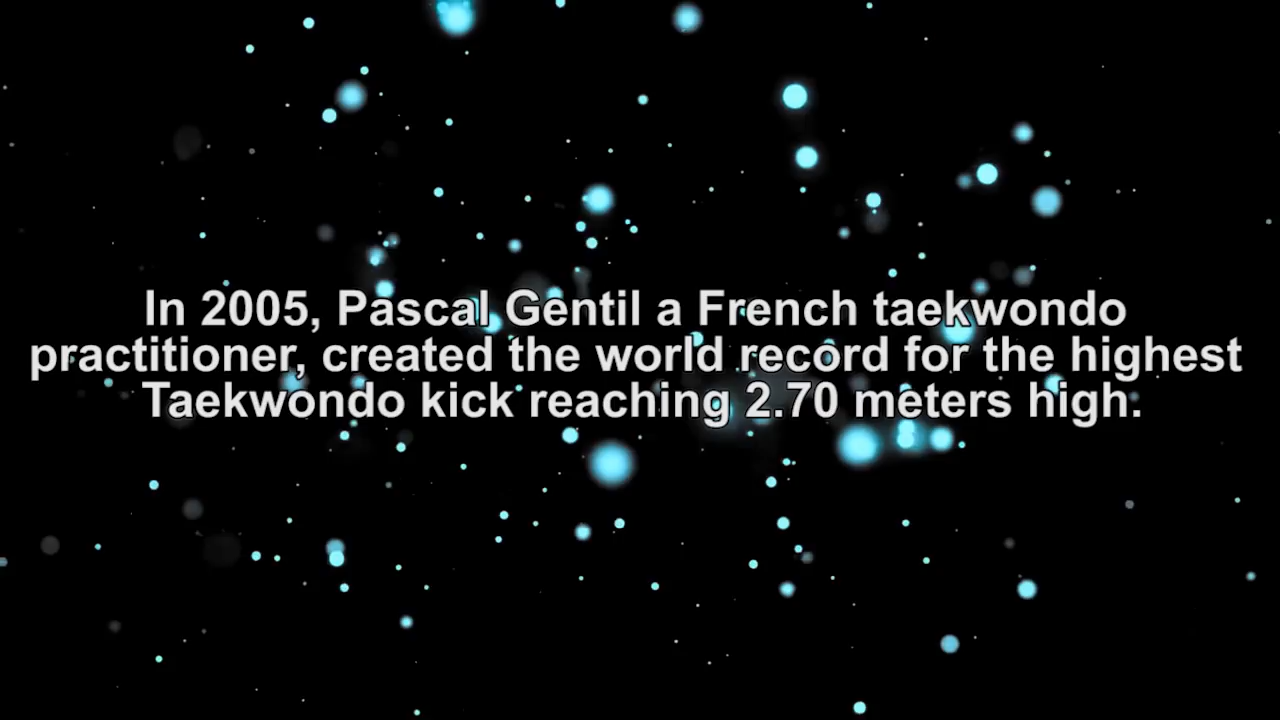 In 2005, Pascal Gentil a French taekwondo
practitioner, created the world record for the highest
Taekwondo kick reaching 2.70 meters high.